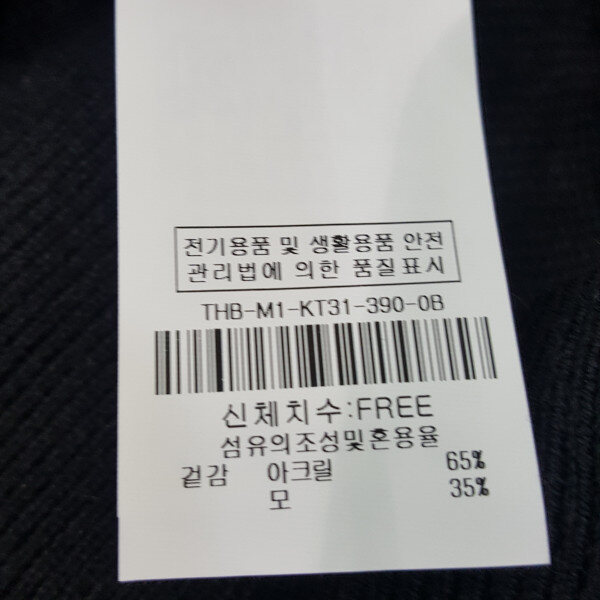 전기용품 및 생활용품 안전
관리법에 의한 품질표시
THB-M1-KT31-390-0B
신체치수:FREE
섬유의조성및혼용율
겉감 아크릴 65%
모 35%